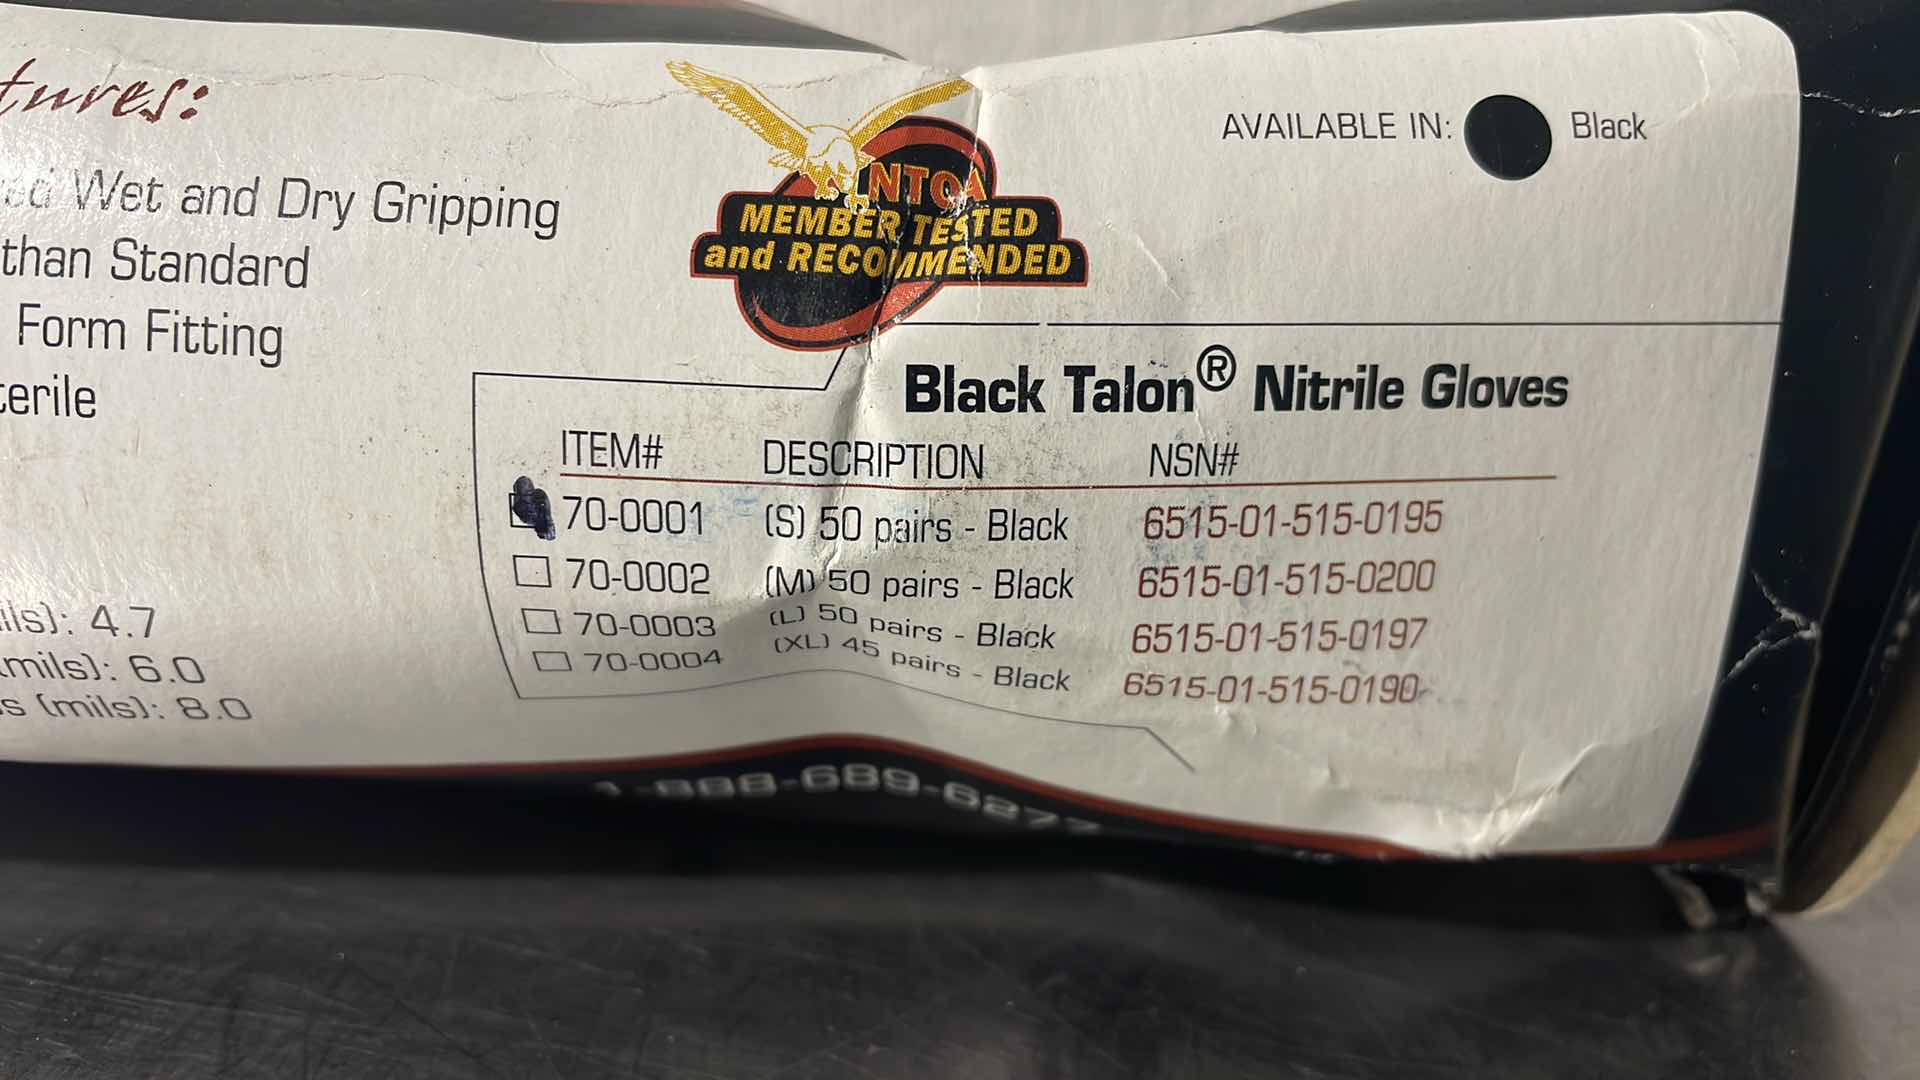 tures:
ed Wet and Dry Gripping
than Standard
Form Fitting
terile
ils): 4.7
(mils): 6.0
s (mils): 8.0
NTOA
MEMBER TESTED
and RECOMMENDED
AVAILABLE IN: Black
Black Talon® Nitrile Gloves
ITEM# DESCRIPTION NSN#
70-0001 (S) 50 pairs - Black 6515-01-515-0195
70-0002 (M) 50 pairs - Black 6515-01-515-0200
70-0003 (L) 50 pairs - Black 6515-01-515-0197
70-0004 (XL) 45 pairs - Black 6515-01-515-0190
1-888-689-6277